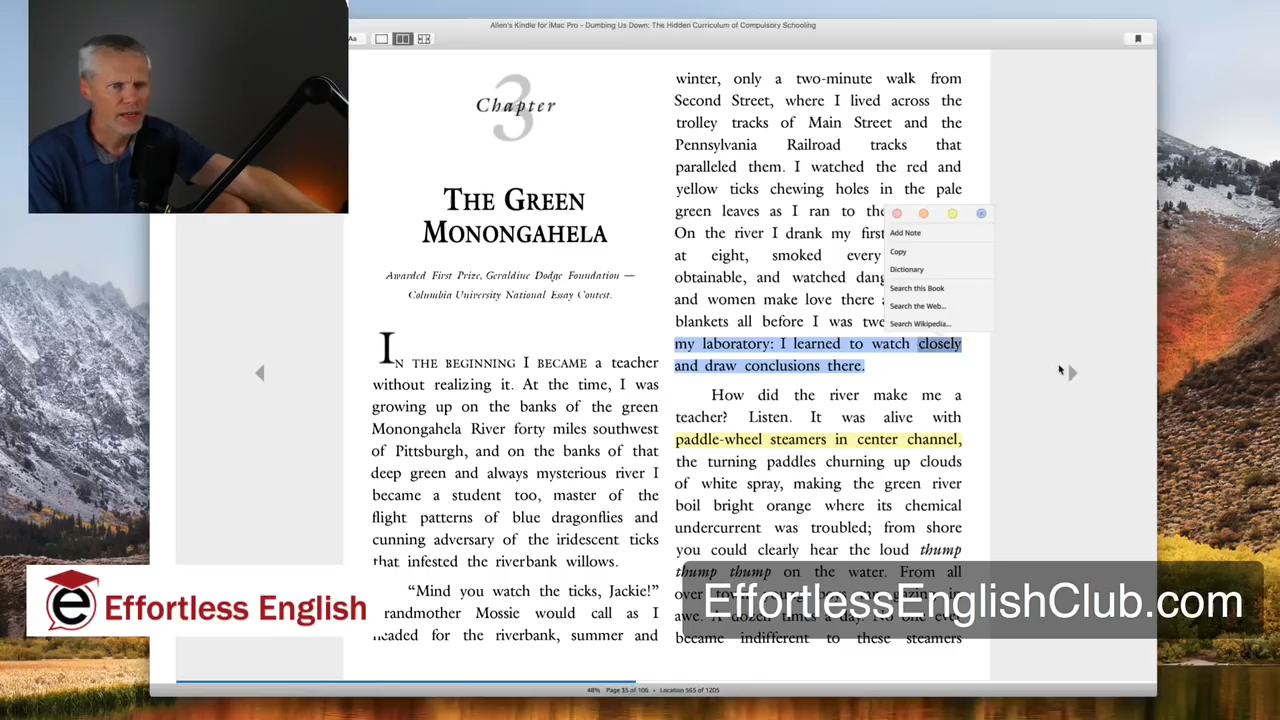 Allen's Kindle for iMac Pro - Dumbing Us Down: The Hidden Curriculum of Compulsory Schooling
Aa
Chapter 3
THE GREEN
MONONGAHELA
Awarded First Prize, Geraldine Dodge Foundation —
Columbia University National Essay Contest.
IN THE BEGINNING I BECAME a teacher
without realizing it. At the time, I was
growing up on the banks of the green
Monongahela River forty miles southwest
of Pittsburgh, and on the banks of that
deep green and always mysterious river I
became a student too, master of the
flight patterns of blue dragonflies and
cunning adversary of the iridescent ticks
that infested the riverbank willows.
“Mind you watch the ticks, Jackie!”
randmother Mossie would call as I
headed for the riverbank, summer and
winter, only a two-minute walk from
Second Street, where I lived across the
trolley tracks of Main Street and the
Pennsylvania Railroad tracks that
paralleled them. I watched the red and
yellow ticks chewing holes in the pale
green leaves as I ran to the
On the river I drank my first
at eight, smoked every
obtainable, and watched dang
and women make love there a
blankets all before I was twe
my laboratory: I learned to watch closely
and draw conclusions there.
How did the river make me a
teacher? Listen. It was alive with
paddle-wheel steamers in center channel,
the turning paddles churning up clouds
of white spray, making the green river
boil bright orange where its chemical
undercurrent was troubled; from shore
you could clearly hear the loud thump
thump thump on the water. From all
over town
awe. A dozen times a day. No one ever
became indifferent to these steamers
Add Note
Copy
Dictionary
Search this Book
Search the Web...
Search Wikipedia...
e Effortless English
EffortlessEnglishClub.com
48% Page 35 of 106 • Location 565 of 1205